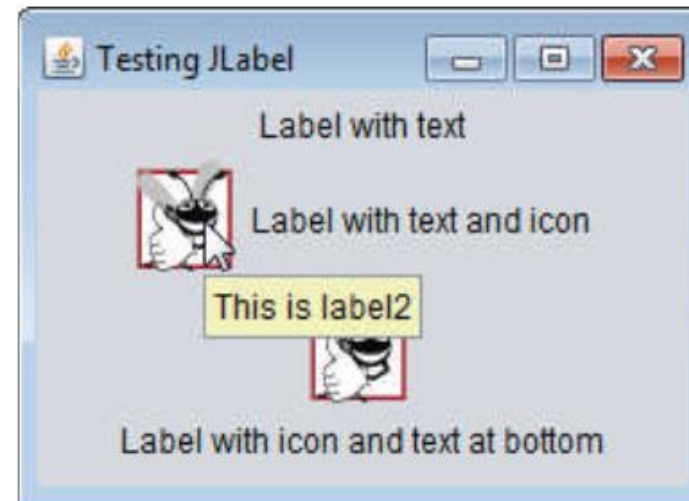 Testing JLabel
Label with text
Label with text and icon
This is label2
Label with icon and text at bottom